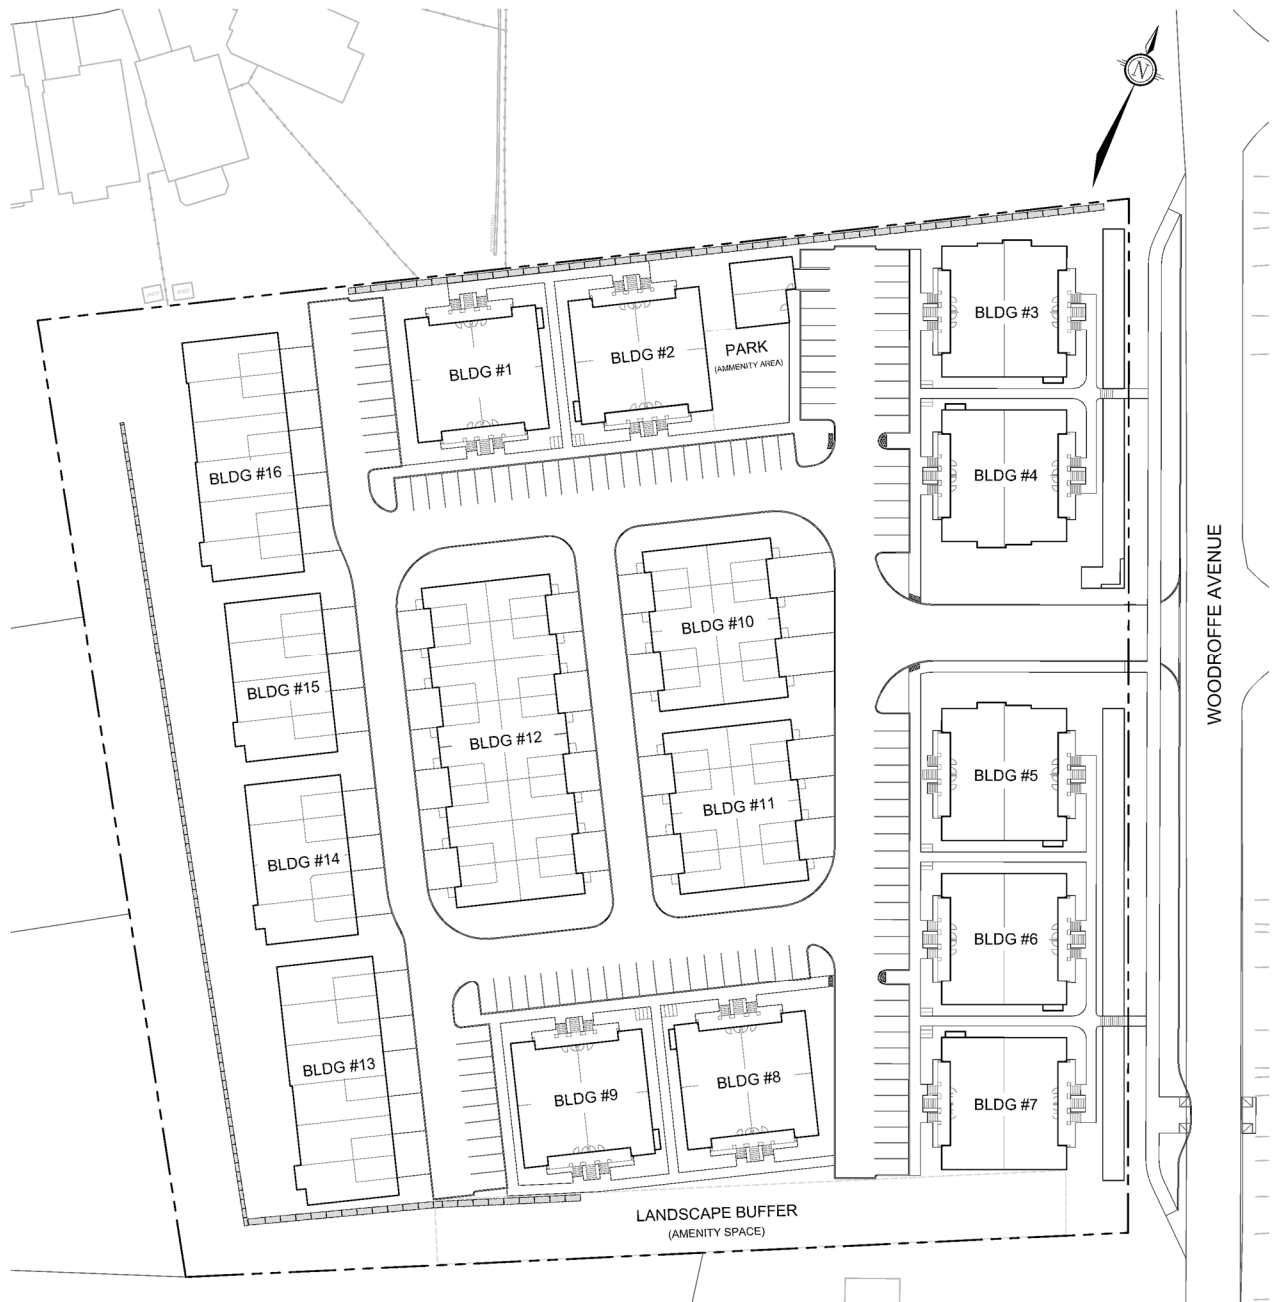 N
BLDG #3
BLDG #2
PARK
(AMMENITY AREA)
BLDG #1
BLDG #16
BLDG #4
WOODROFFE AVENUE
BLDG #10
BLDG #15
BLDG #12
BLDG #5
BLDG #11
BLDG #14
BLDG #6
BLDG #13
BLDG #8
BLDG #9
BLDG #7
LANDSCAPE BUFFER
(AMENITY SPACE)